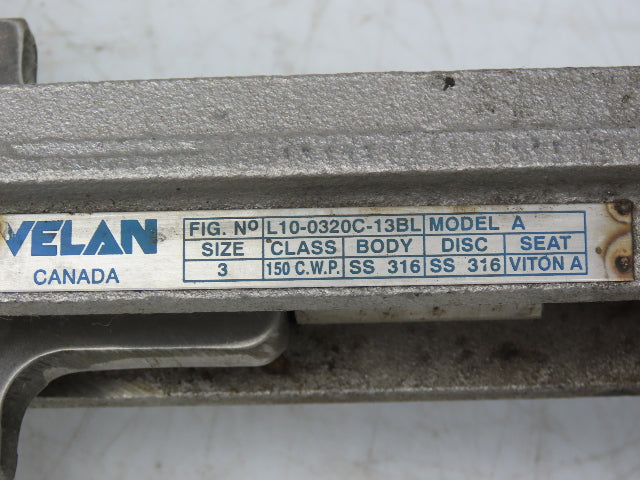 VELAN
CANADA
FIG. Nº L10-0320C-13BL MODEL A
SIZE CLASS BODY DISC SEAT
3 150 C.W.P. SS 316 SS 316 VITON A